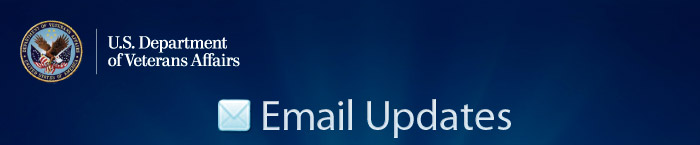 U.S. Department
of Veterans Affairs
Email Updates